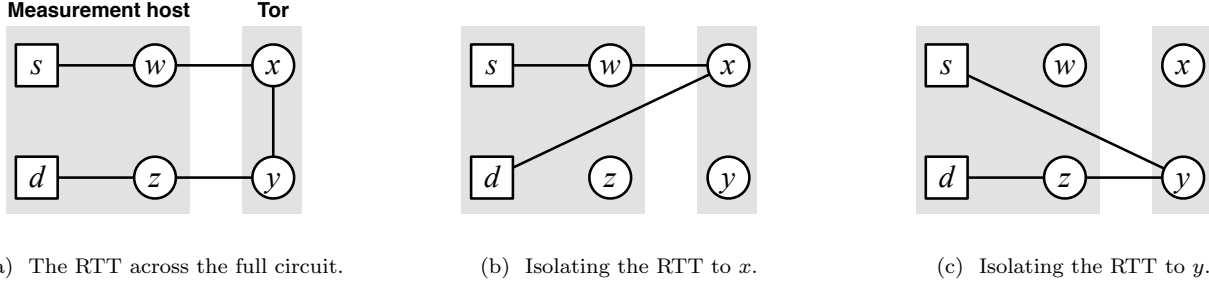 Measurement host Tor
s w x
d z y
s w x
d z y
s w x
d z y
) The RTT across the full circuit.
(b) Isolating the RTT to x.
(c) Isolating the RTT to y.